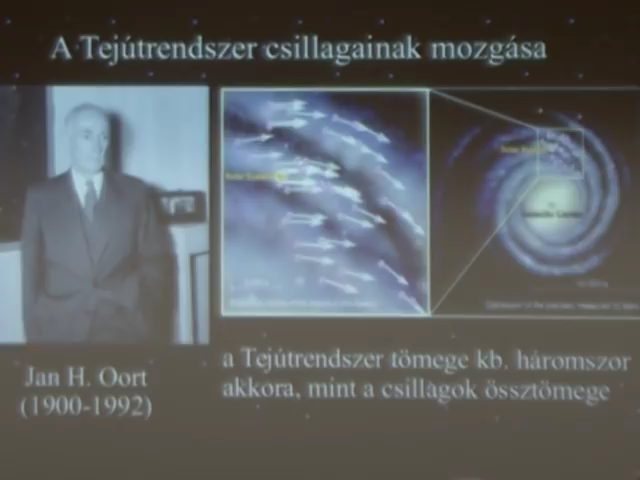 A Tejútrendszer csillagainak mozgása
Jan H. Oort
(1900-1992)
a Tejútrendszer tömege kb. háromszor
akkora, mint a csillagok össztömege